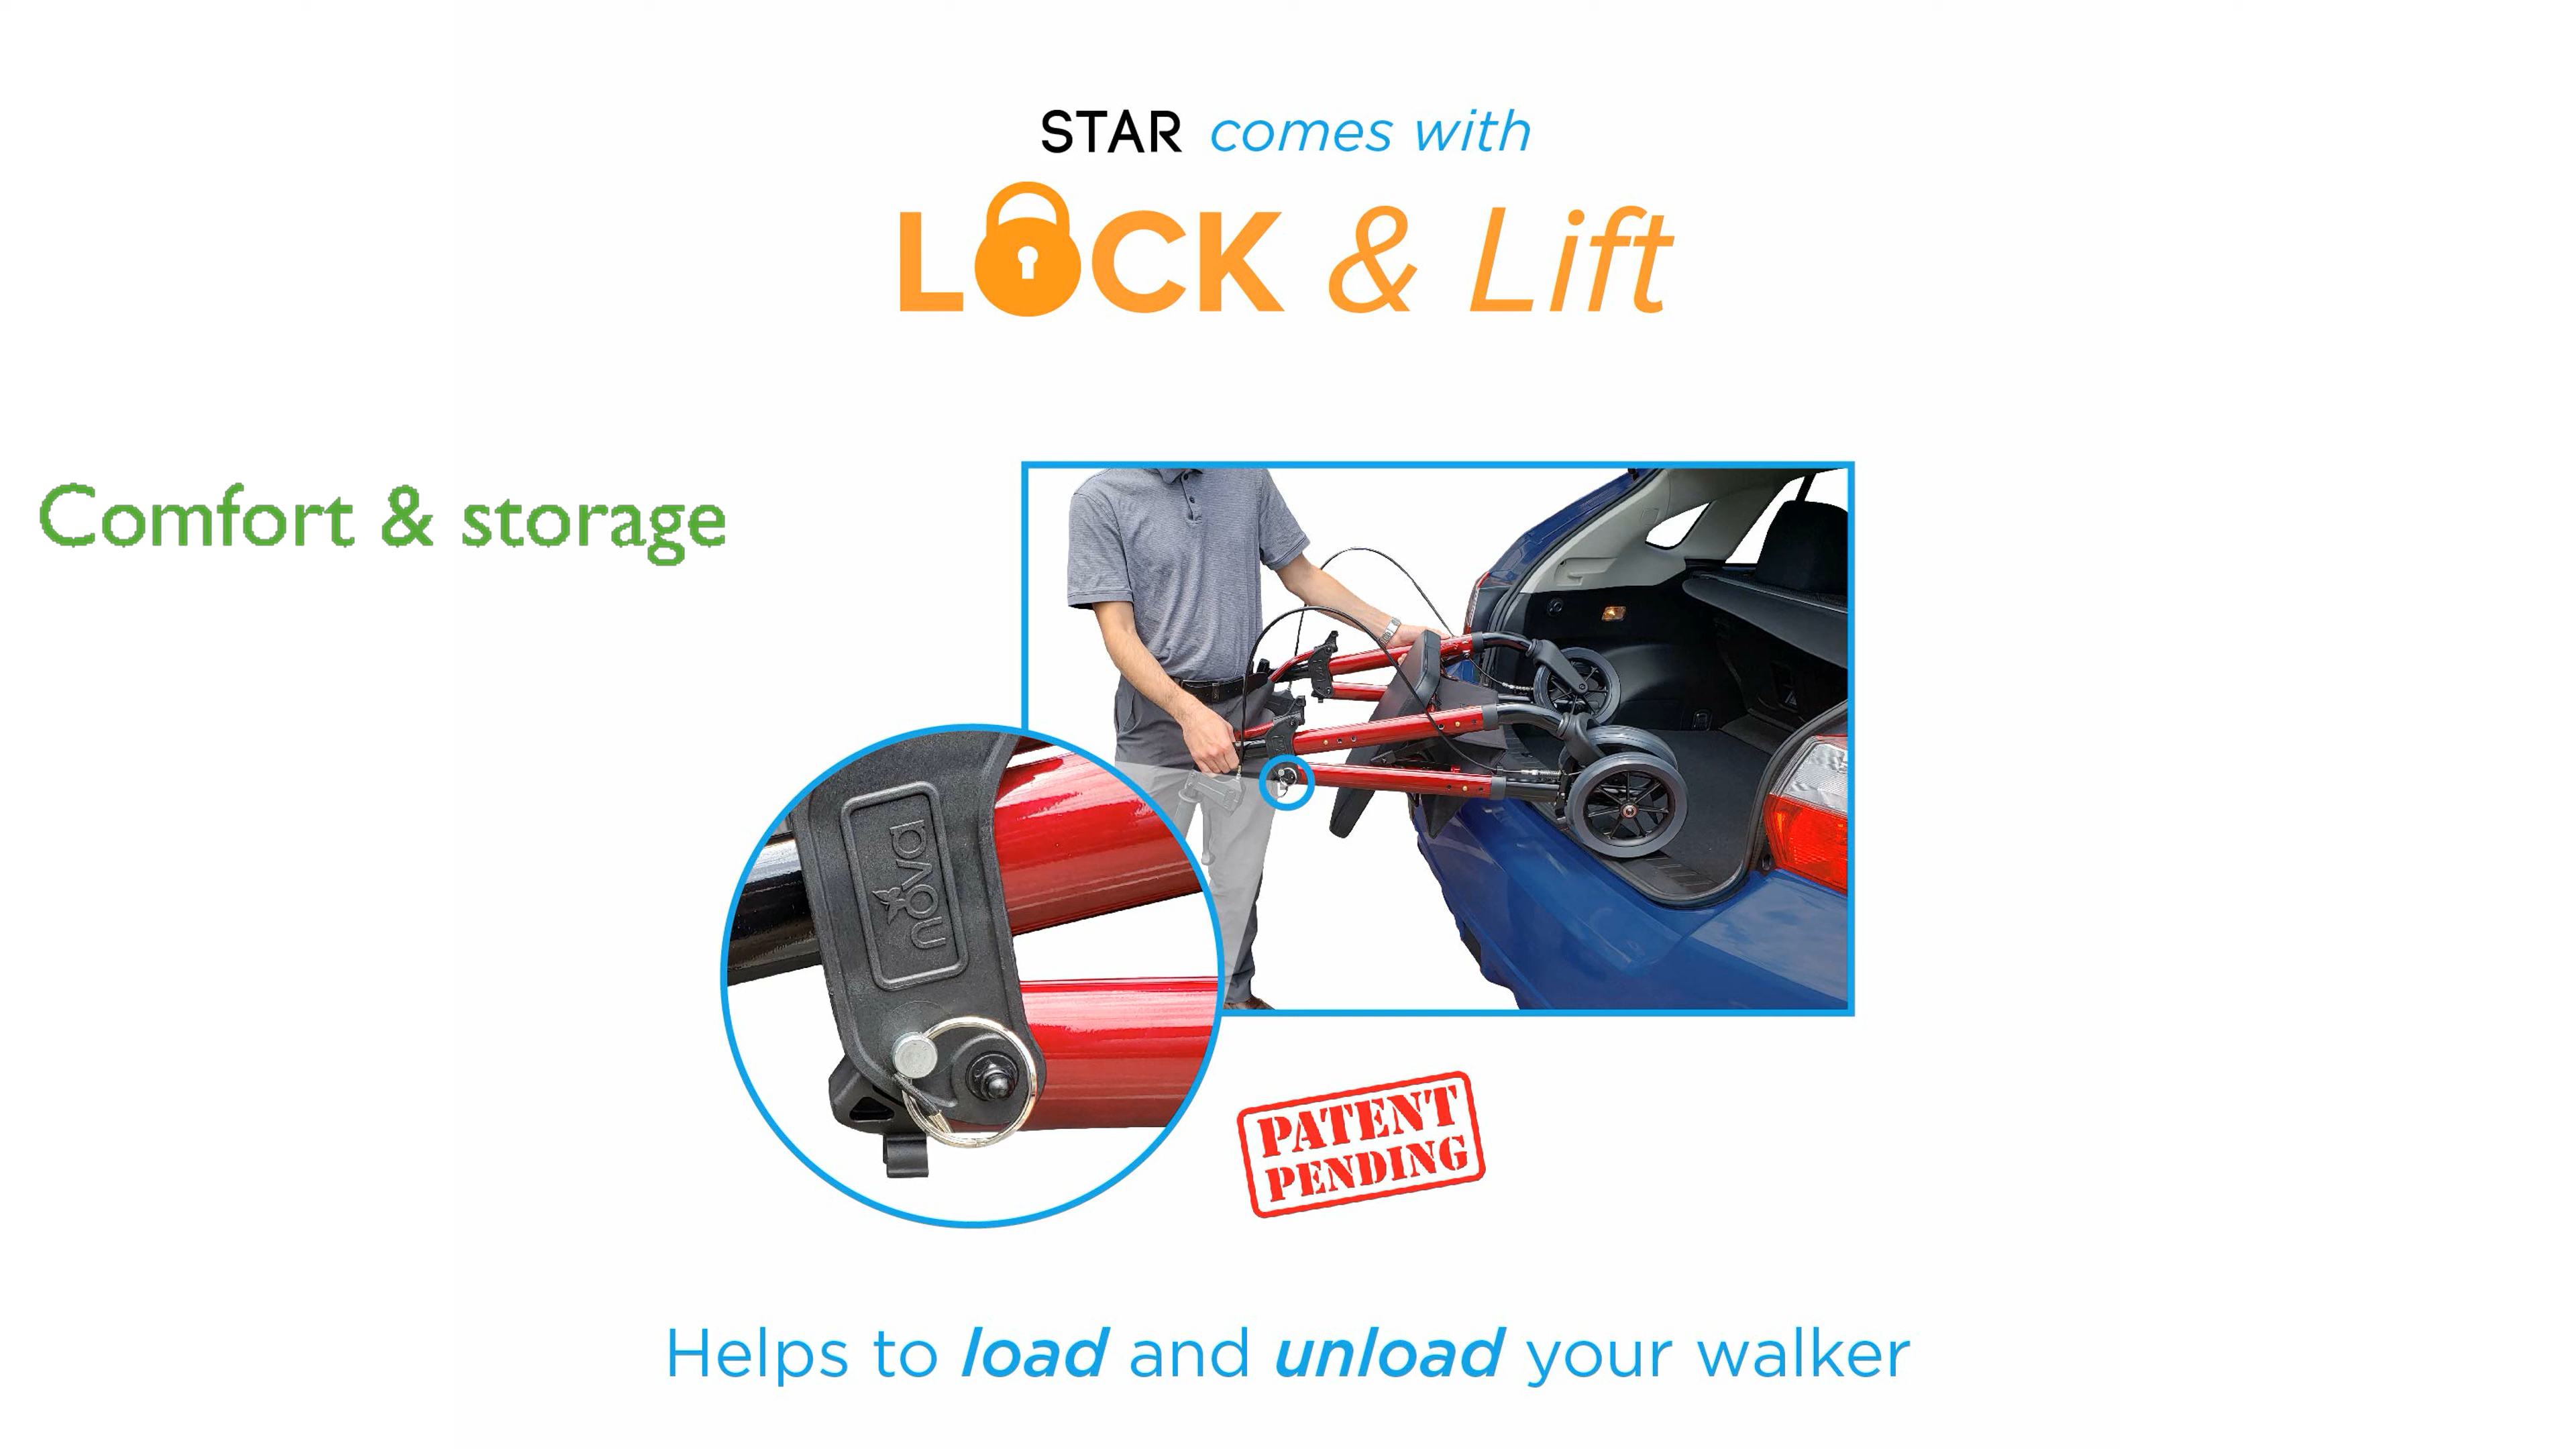 STAR comes with
LOCK & Lift
Comfort & storage
nova
PATENT
PENDING
Helps to load and unload your walker